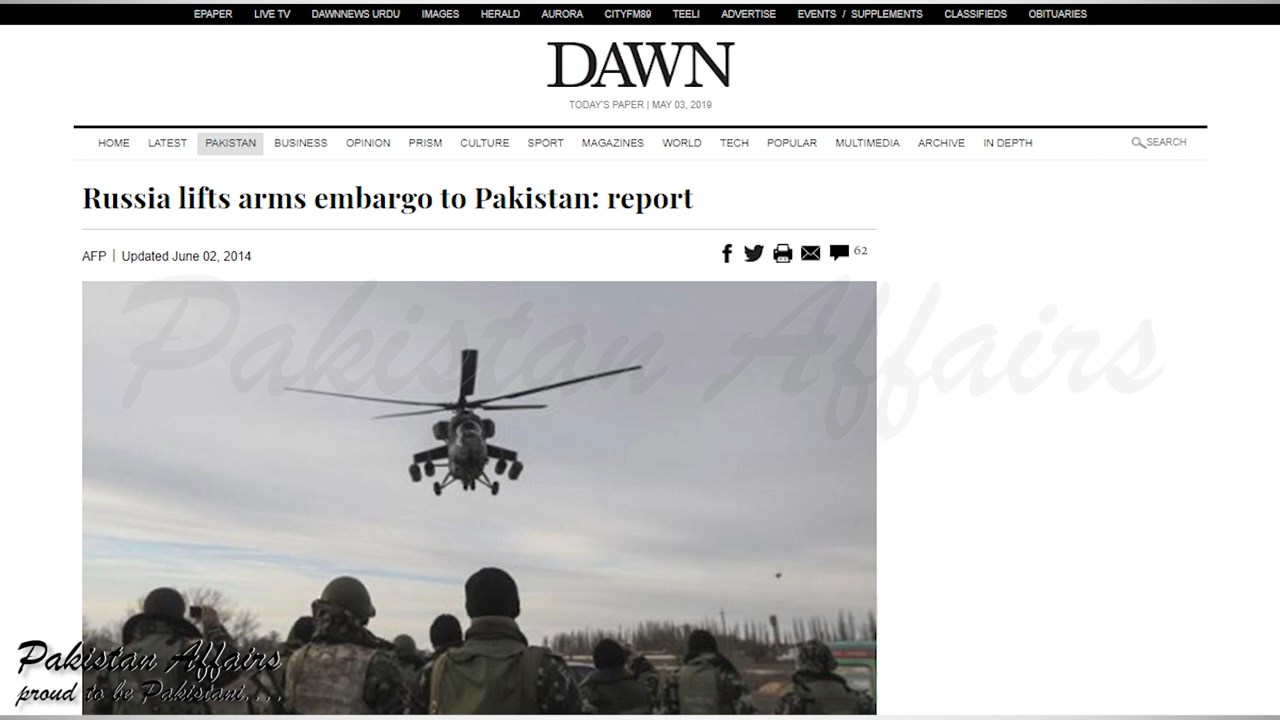 EPAPER LIVE TV DAWNNEWS URDU IMAGES HERALD AURORA CITYFM89 TEELI ADVERTISE EVENTS / SUPPLEMENTS CLASSIFIEDS OBITUARIES
DAWN
TODAY'S PAPER | MAY 03, 2019
HOME LATEST PAKISTAN BUSINESS OPINION PRISM CULTURE SPORT MAGAZINES WORLD TECH POPULAR MULTIMEDIA ARCHIVE IN DEPTH SEARCH
Russia lifts arms embargo to Pakistan: report
AFP | Updated June 02, 2014 62
Pakistan Affairs
Pakistan Affairs
proud to be Pakistani....